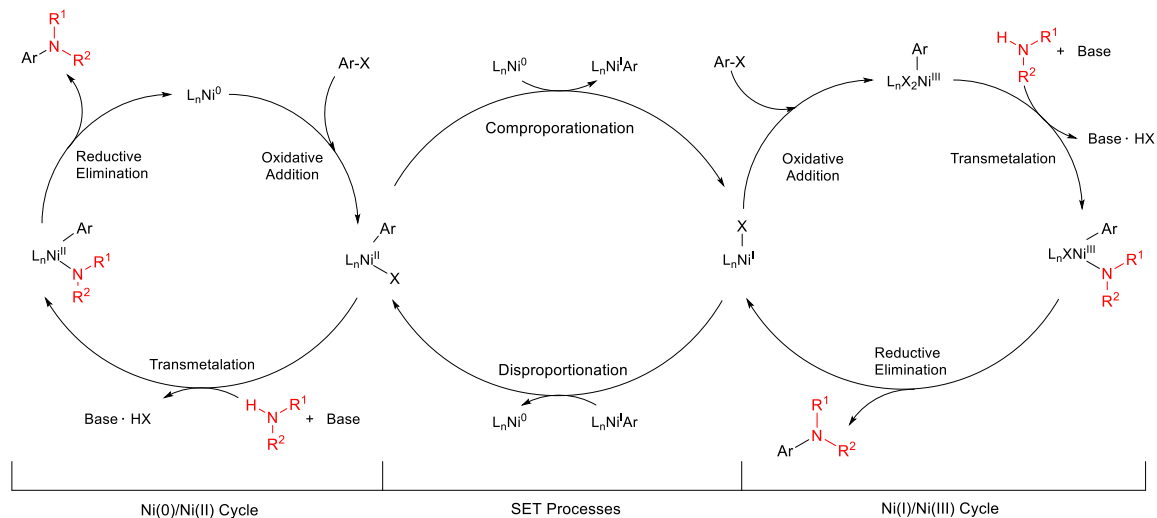 R¹
N
Ar
R²
LₙNi⁰
Ar-X
Reductive
Elimination
Oxidative
Addition
Ar
LₙNiᴵᴵ
N
R¹
R²
Ar
LₙNiᴵᴵ
X
Transmetalation
Base · HX
H
N
R¹
R²
+ Base
LₙNi⁰
LₙNiᴵAr
Comproporationation
Disproportionation
LₙNi⁰
LₙNiᴵAr
Ar-X
Ar
LₙX₂Niᴵᴵᴵ
H
N
R¹
R²
+ Base
Base · HX
Oxidative
Addition
Transmetalation
X
LₙNiᴵ
Ar
LₙXNiᴵᴵᴵ
N
R¹
R²
Reductive
Elimination
R¹
N
Ar
R²
Ni(0)/Ni(II) Cycle
SET Processes
Ni(I)/Ni(III) Cycle